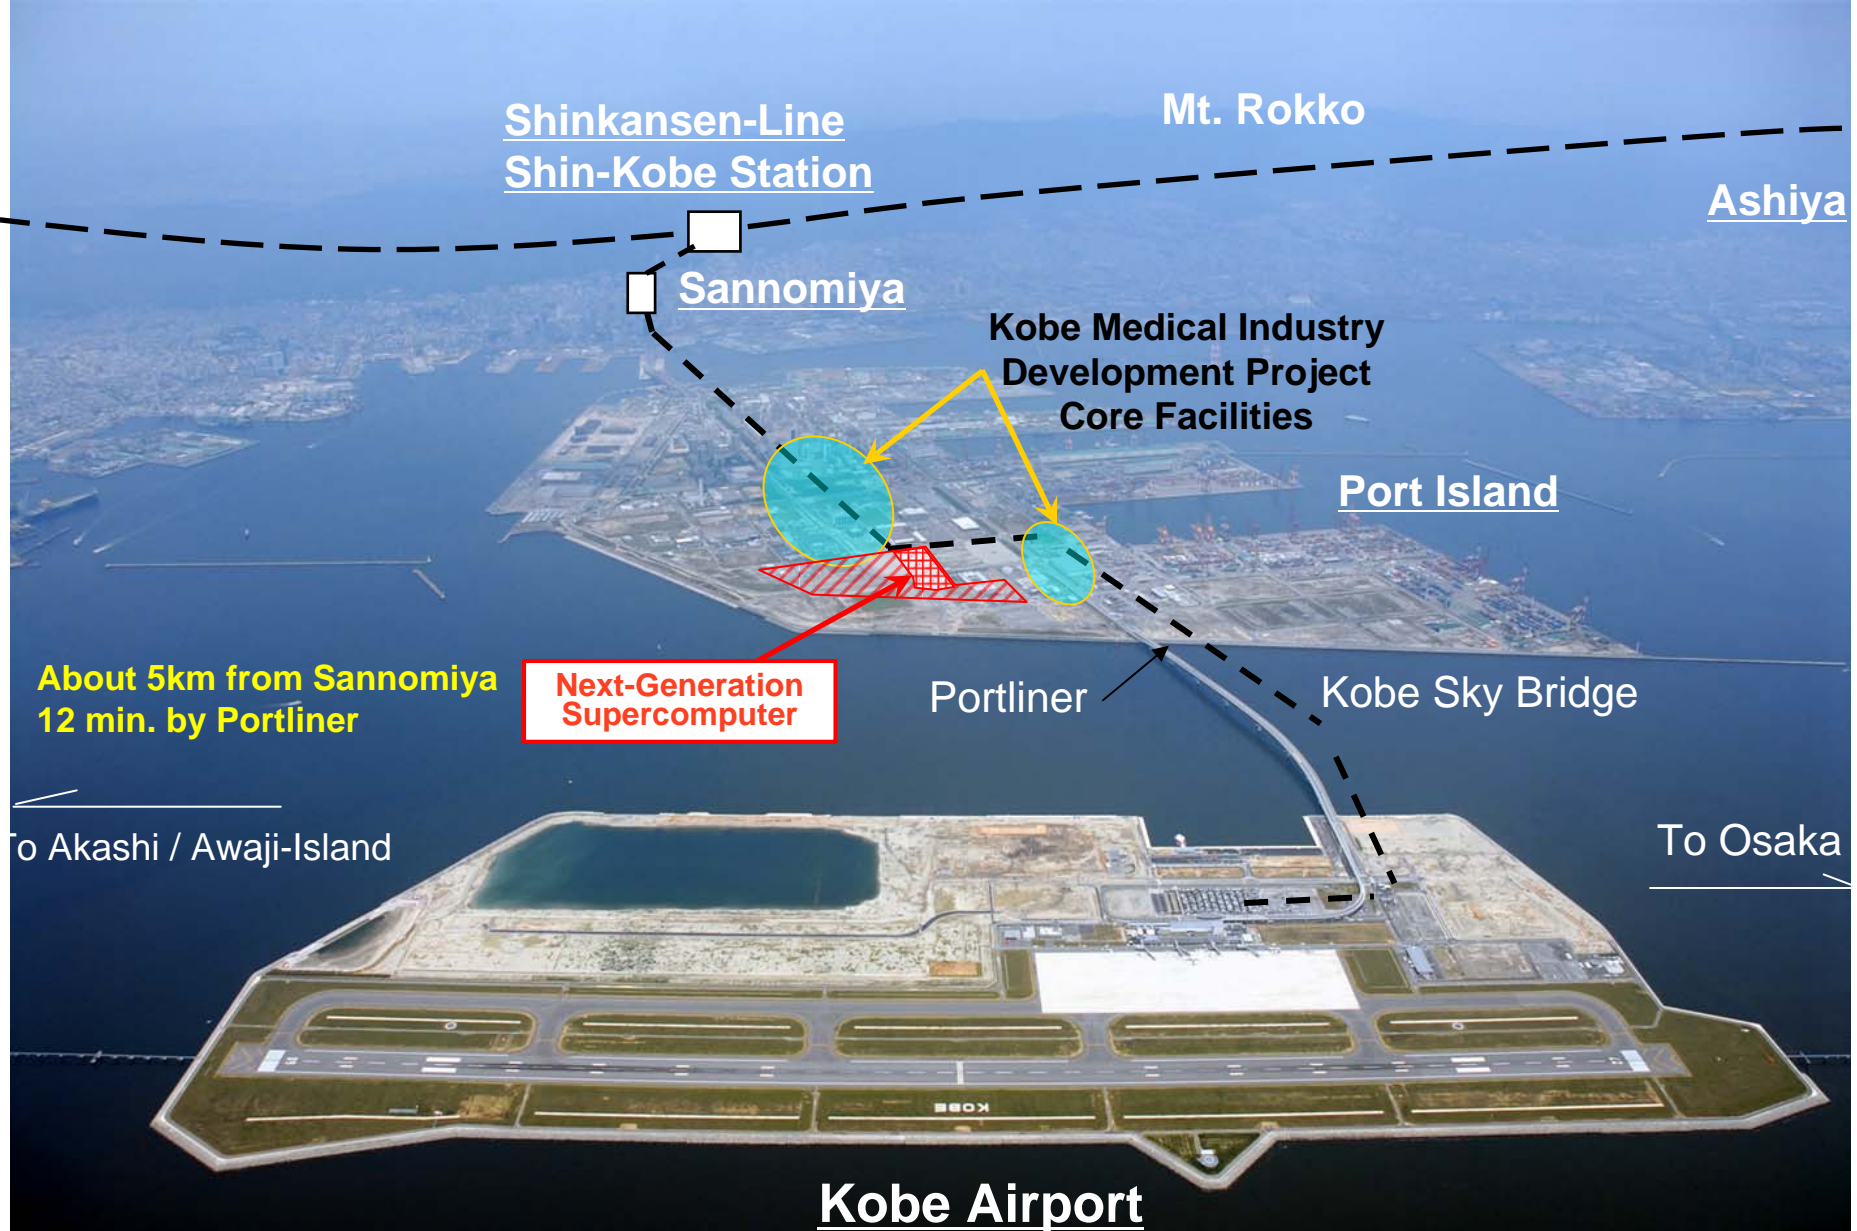 Shinkansen-Line
Shin-Kobe Station
Mt. Rokko
Ashiya
Sannomiya
Kobe Medical Industry
Development Project
Core Facilities
Port Island
About 5km from Sannomiya
12 min. by Portliner
Next-Generation
Supercomputer
Portliner
Kobe Sky Bridge
To Akashi / Awaji-Island
To Osaka
KOBE
Kobe Airport